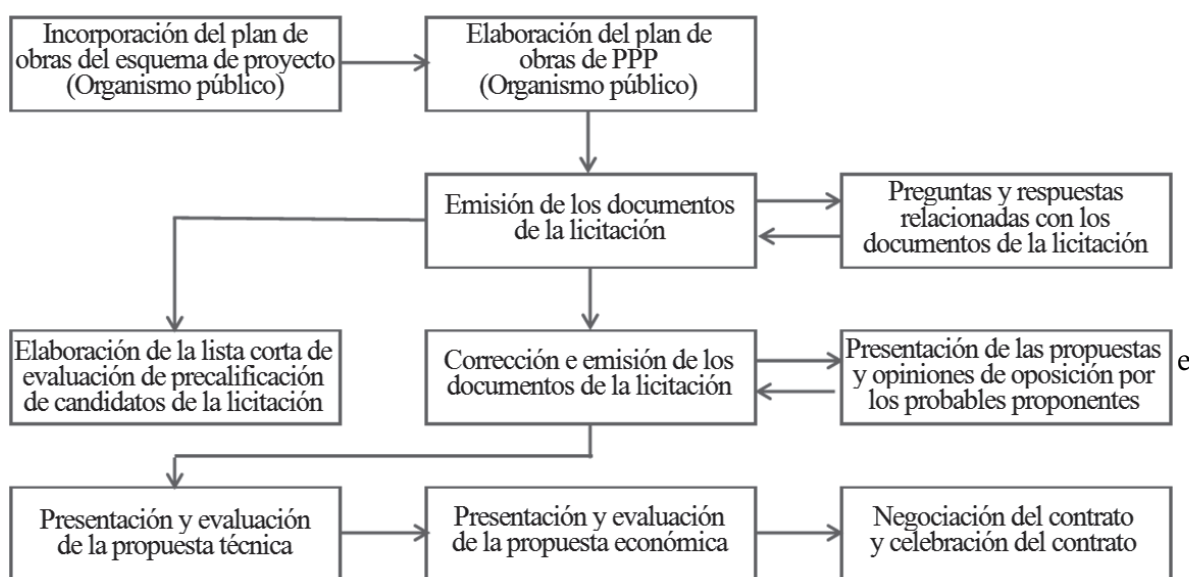 Incorporación del plan de
obras del esquema de proyecto
(Organismo público)
Elaboración del plan de
obras de PPP
(Organismo público)
Emisión de los documentos
de la licitación
Preguntas y respuestas
relacionadas con los
documentos de la licitación
Elaboración de la lista corta de
evaluación de precalificación
de candidatos de la licitación
Corrección e emisión de los
documentos de la licitación
Presentación de las propuestas
y opiniones de oposición por
los probables proponentes
e
Presentación y evaluación
de la propuesta técnica
Presentación y evaluación
de la propuesta económica
Negociación del contrato
y celebración del contrato